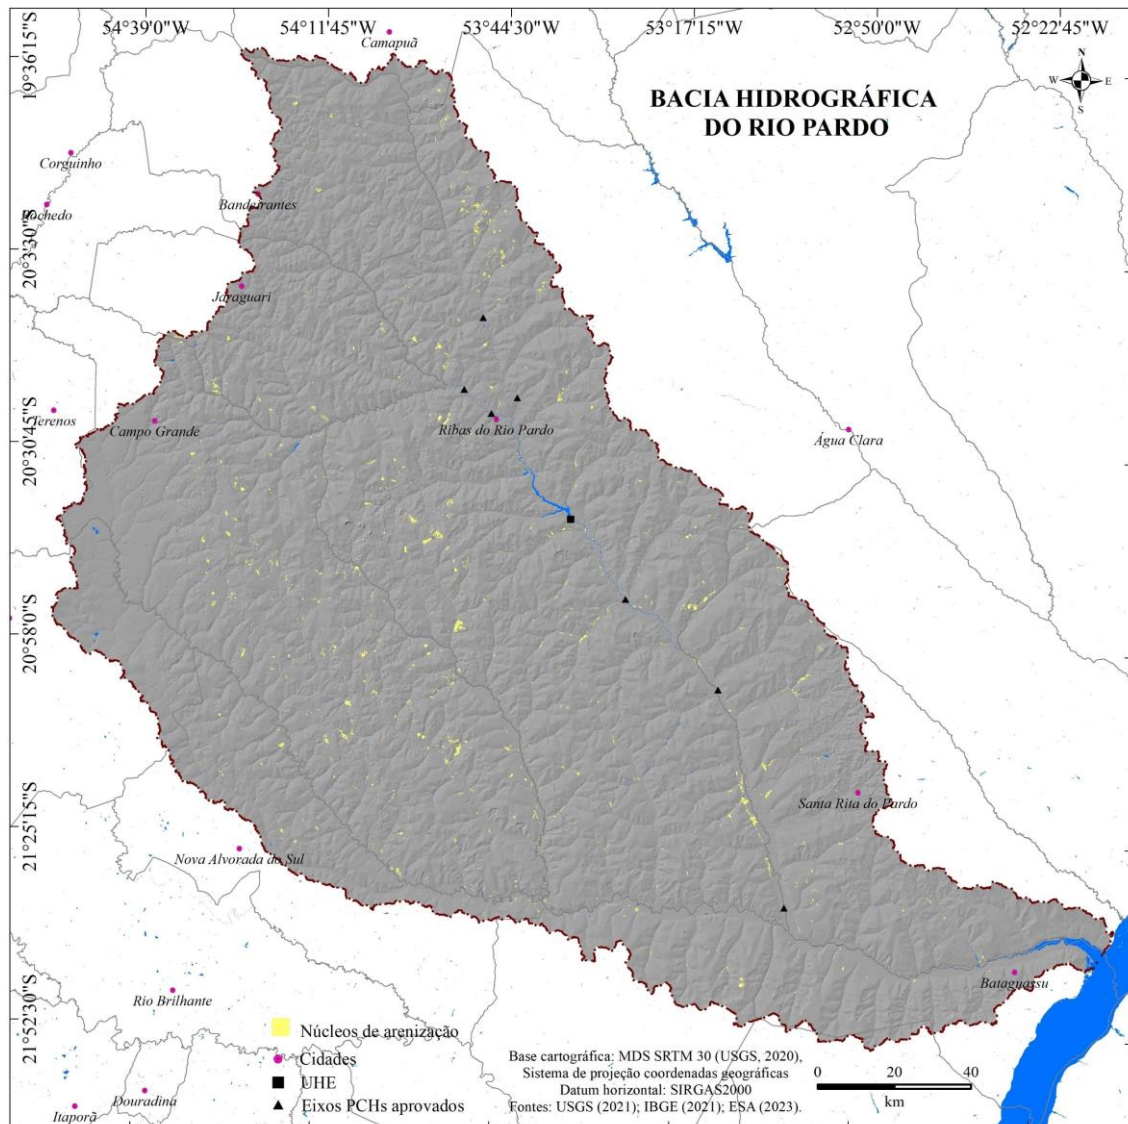 54°39'0"W
54°11'45"W
53°44'30"W
53°17'15"W
52°50'0"W
52°22'45"W
19°36'15"S
20°3'30"S
20°30'45"S
20°58'0"S
21°25'15"S
21°52'30"S
BACIA HIDROGRÁFICA
DO RIO PARDO
N
W
E
S
Camapuã
Corguinho
Rochedo
Bandeirantes
Jaraguari
Terenos
Campo Grande
Ribas do Rio Pardo
Água Clara
Santa Rita do Pardo
Nova Alvorada do Sul
Rio Brilhante
Bataguassu
Douradina
Itaporã
Núcleos de arenização
Cidades
UHE
Eixos PCHs aprovados
Base cartográfica: MDS SRTM 30 (USGS, 2020),
Sistema de projeção coordenadas geográficas
Datum horizontal: SIRGAS2000
Fontes: USGS (2021); IBGE (2021); ESA (2023).
0 20 40
km